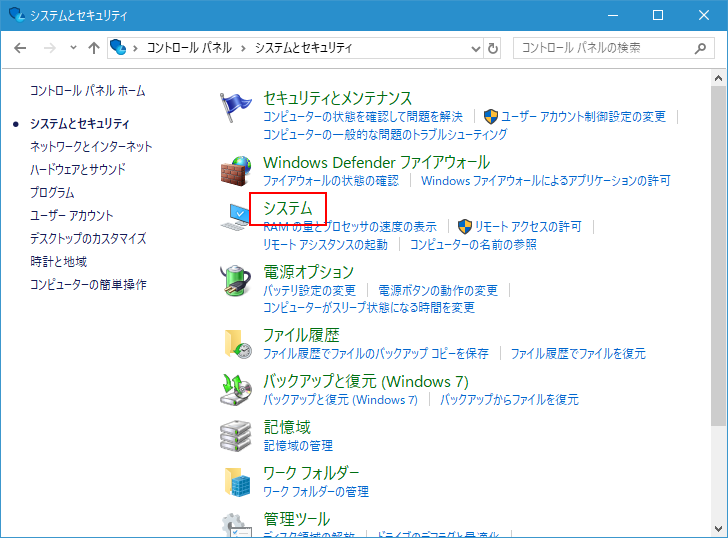 システムとセキュリティ
コントロール パネル › システムとセキュリティ
コントロール パネルの検索
コントロール パネル ホーム
システムとセキュリティ
ネットワークとインターネット
ハードウェアとサウンド
プログラム
ユーザー アカウント
デスクトップのカスタマイズ
時計と地域
コンピューターの簡単操作
セキュリティとメンテナンス
コンピューターの状態を確認して問題を解決 | ユーザー アカウント制御設定の変更 |
コンピューターの一般的な問題のトラブルシューティング
Windows Defender ファイアウォール
ファイアウォールの状態の確認 | Windows ファイアウォールによるアプリケーションの許可
システム
RAM の量とプロセッサの速度の表示 | リモート アクセスの許可 |
リモート アシスタンスの起動 | コンピューターの名前の参照
電源オプション
バッテリ設定の変更 | 電源ボタンの動作の変更 |
コンピューターがスリープ状態になる時間を変更
ファイル履歴
ファイル履歴でファイルのバックアップ コピーを保存 | ファイル履歴でファイルを復元
バックアップと復元 (Windows 7)
バックアップと復元 (Windows 7) | バックアップからファイルを復元
記憶域
記憶域の管理
ワーク フォルダー
ワーク フォルダーの管理
管理ツール
ディスク領域の解放 | ドライブのデフラグと最適化 |